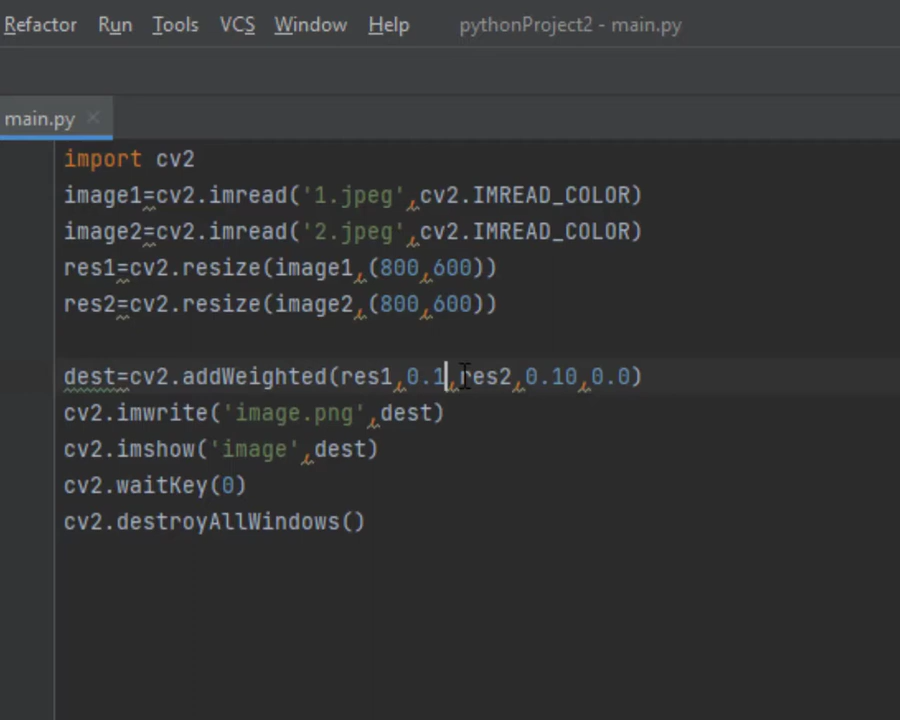 Refactor Run Tools VCS Window Help pythonProject2 - main.py
main.py
import cv2
image1=cv2.imread('1.jpeg',cv2.IMREAD_COLOR)
image2=cv2.imread('2.jpeg',cv2.IMREAD_COLOR)
res1=cv2.resize(image1,(800,600))
res2=cv2.resize(image2,(800,600))
dest=cv2.addWeighted(res1,0.1,res2,0.10,0.0)
cv2.imwrite('image.png',dest)
cv2.imshow('image',dest)
cv2.waitKey(0)
cv2.destroyAllWindows()